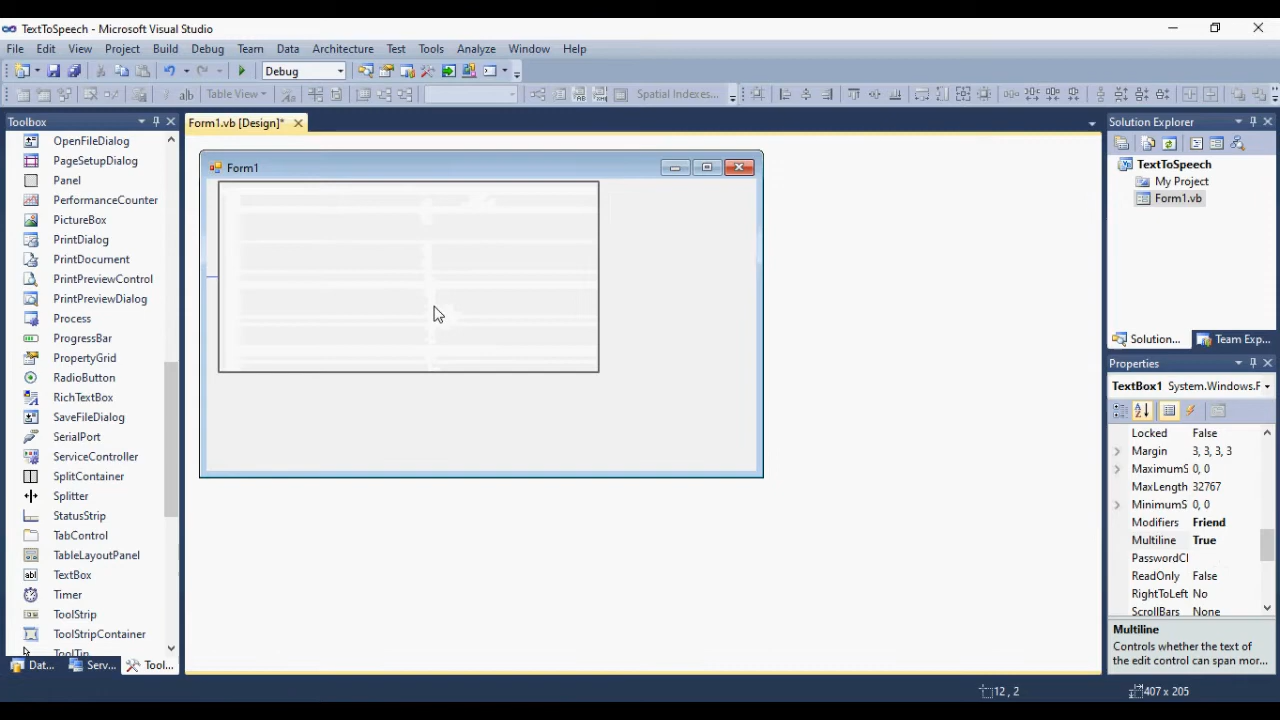 TextToSpeech - Microsoft Visual Studio
File Edit View Project Build Debug Team Data Architecture Test Tools Analyze Window Help
Debug
Table View Spatial Indexes...
Toolbox
OpenFileDialog
PageSetupDialog
Panel
PerformanceCounter
PictureBox
PrintDialog
PrintDocument
PrintPreviewControl
PrintPreviewDialog
Process
ProgressBar
PropertyGrid
RadioButton
RichTextBox
SaveFileDialog
SerialPort
ServiceController
SplitContainer
Splitter
StatusStrip
TabControl
TableLayoutPanel
TextBox
Timer
ToolStrip
ToolStripContainer
ToolTip
Dat... Serv... Tool...
Form1.vb [Design]*
Form1
Solution Explorer
TextToSpeech
My Project
Form1.vb
Solution... Team Exp...
Properties
TextBox1 System.Windows.F
Locked False
Margin 3, 3, 3, 3
MaximumS 0, 0
MaxLength 32767
MinimumS 0, 0
Modifiers Friend
Multiline True
PasswordCl
ReadOnly False
RightToLeft No
ScrollBars None
Multiline
Controls whether the text of
the edit control can span mor...
12 , 2 407 x 205